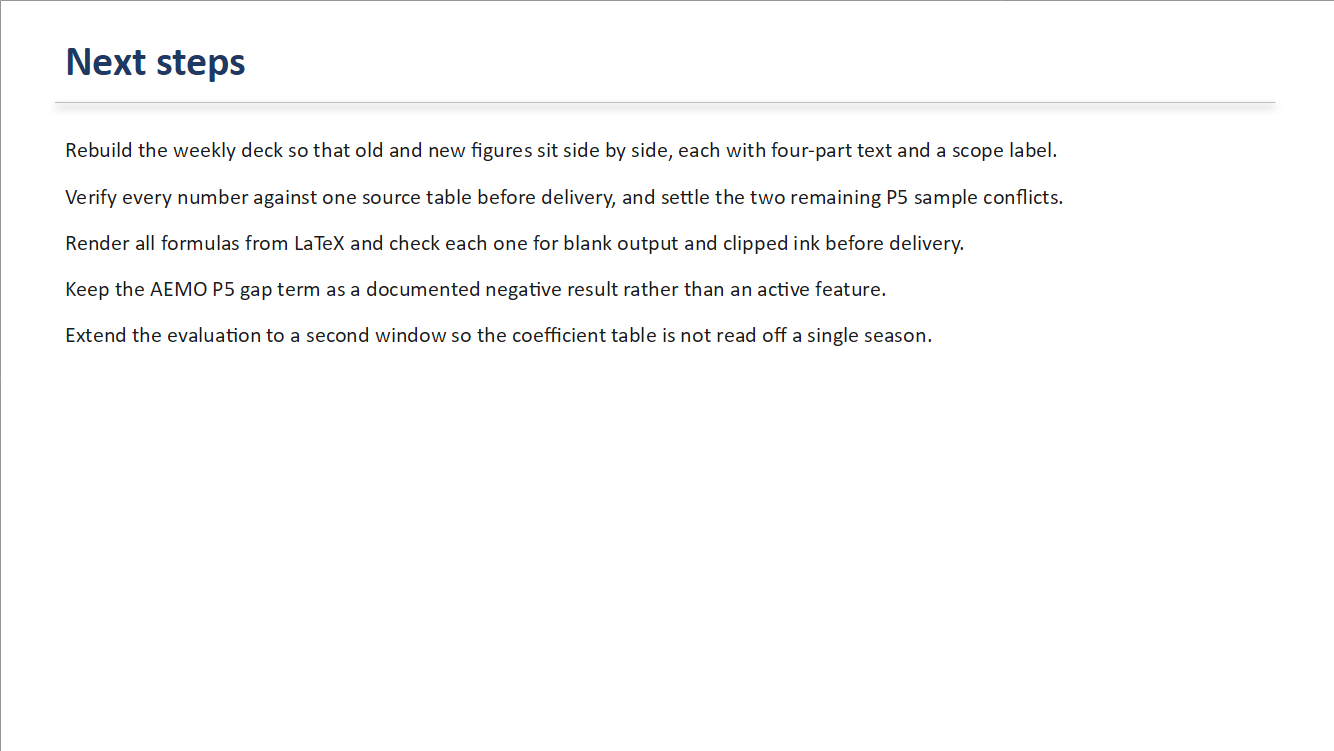 Next steps
Rebuild the weekly deck so that old and new figures sit side by side, each with four-part text and a scope label.
Verify every number against one source table before delivery, and settle the two remaining P5 sample conflicts.
Render all formulas from LaTeX and check each one for blank output and clipped ink before delivery.
Keep the AEMO P5 gap term as a documented negative result rather than an active feature.
Extend the evaluation to a second window so the coefficient table is not read off a single season.